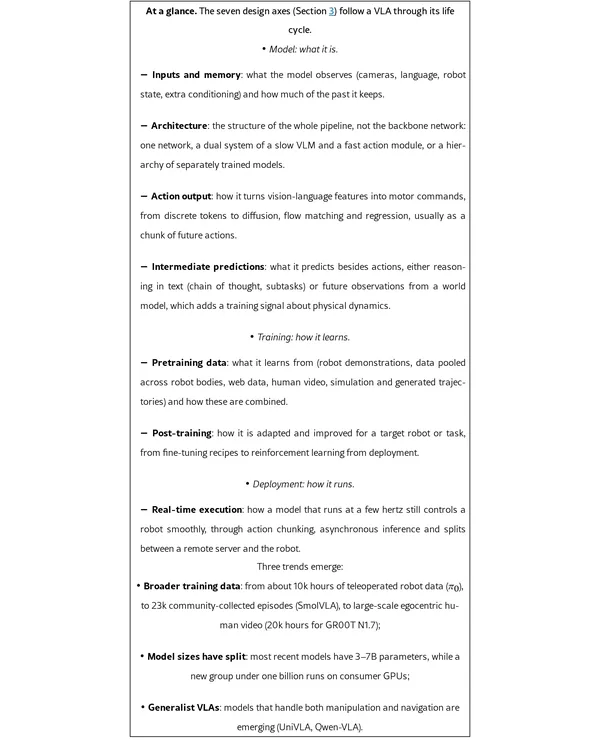 At a glance. The seven design axes (Section 3) follow a VLA through its life
cycle.
• Model: what it is.
– Inputs and memory: what the model observes (cameras, language, robot
state, extra conditioning) and how much of the past it keeps.
– Architecture: the structure of the whole pipeline, not the backbone network:
one network, a dual system of a slow VLM and a fast action module, or a hier-
archy of separately trained models.
– Action output: how it turns vision-language features into motor commands,
from discrete tokens to diffusion, flow matching and regression, usually as a
chunk of future actions.
– Intermediate predictions: what it predicts besides actions, either reason-
ing in text (chain of thought, subtasks) or future observations from a world
model, which adds a training signal about physical dynamics.
• Training: how it learns.
– Pretraining data: what it learns from (robot demonstrations, data pooled
across robot bodies, web data, human video, simulation and generated trajec-
tories) and how these are combined.
– Post-training: how it is adapted and improved for a target robot or task,
from fine-tuning recipes to reinforcement learning from deployment.
• Deployment: how it runs.
– Real-time execution: how a model that runs at a few hertz still controls a
robot smoothly, through action chunking, asynchronous inference and splits
between a remote server and the robot.
Three trends emerge:
• Broader training data: from about 10k hours of teleoperated robot data (π₀),
to 23k community-collected episodes (SmolVLA), to large-scale egocentric hu-
man video (20k hours for GR00T N1.7);
• Model sizes have split: most recent models have 3–7B parameters, while a
new group under one billion runs on consumer GPUs;
• Generalist VLAs: models that handle both manipulation and navigation are
emerging (UniVLA, Qwen-VLA).